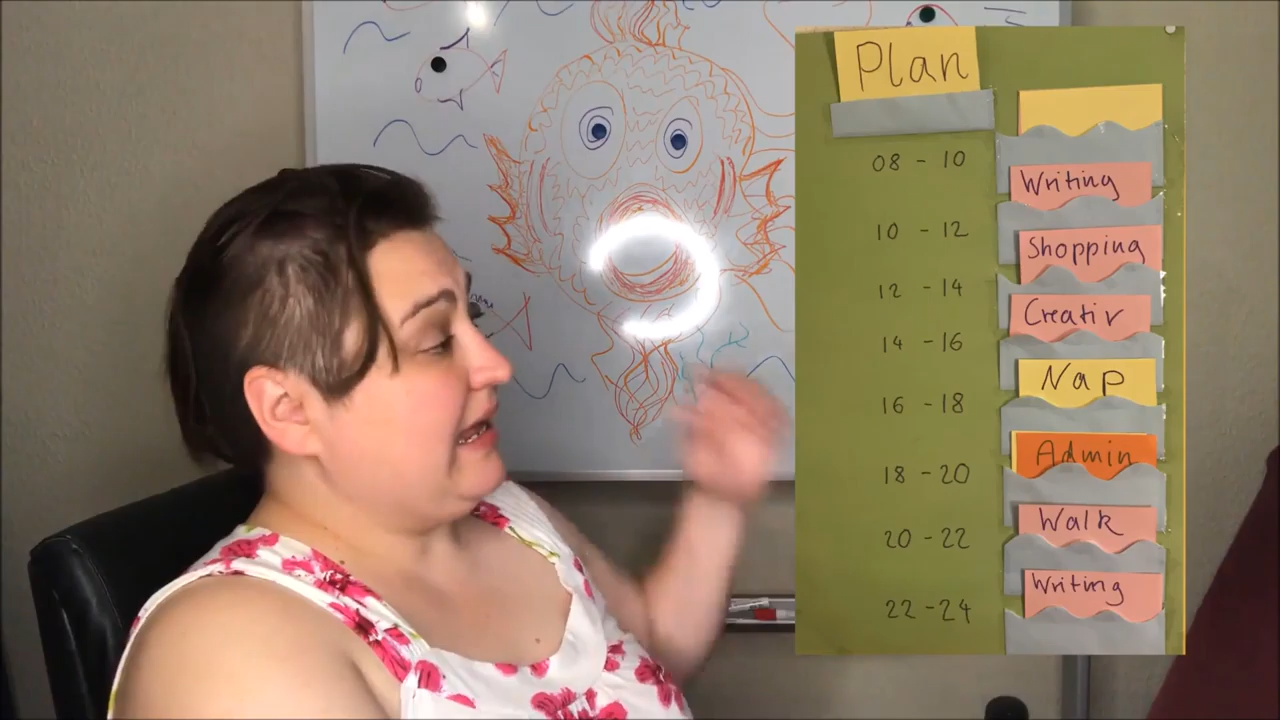 Plan
08 - 10
Writing
10 - 12
Shopping
12 - 14
Creativ
14 - 16
Nap
16 - 18
Admin
18 - 20
Walk
20 - 22
Writing
22 - 24